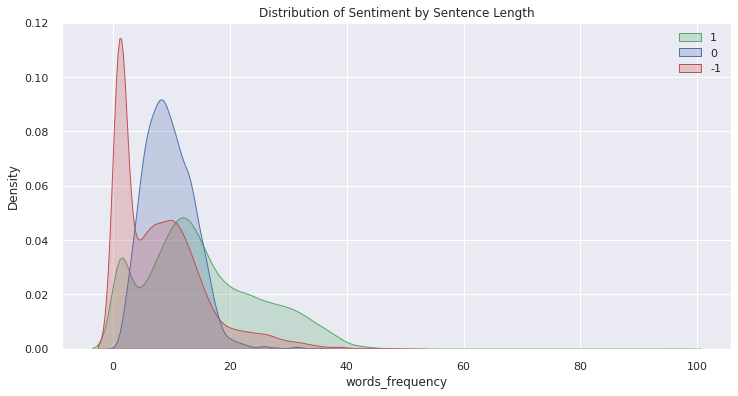 Distribution of Sentiment by Sentence Length
0.12
0.10
0.08
0.06
0.04
0.02
0.00
Density
1
0
-1
0 20 40 60 80 100
words_frequency